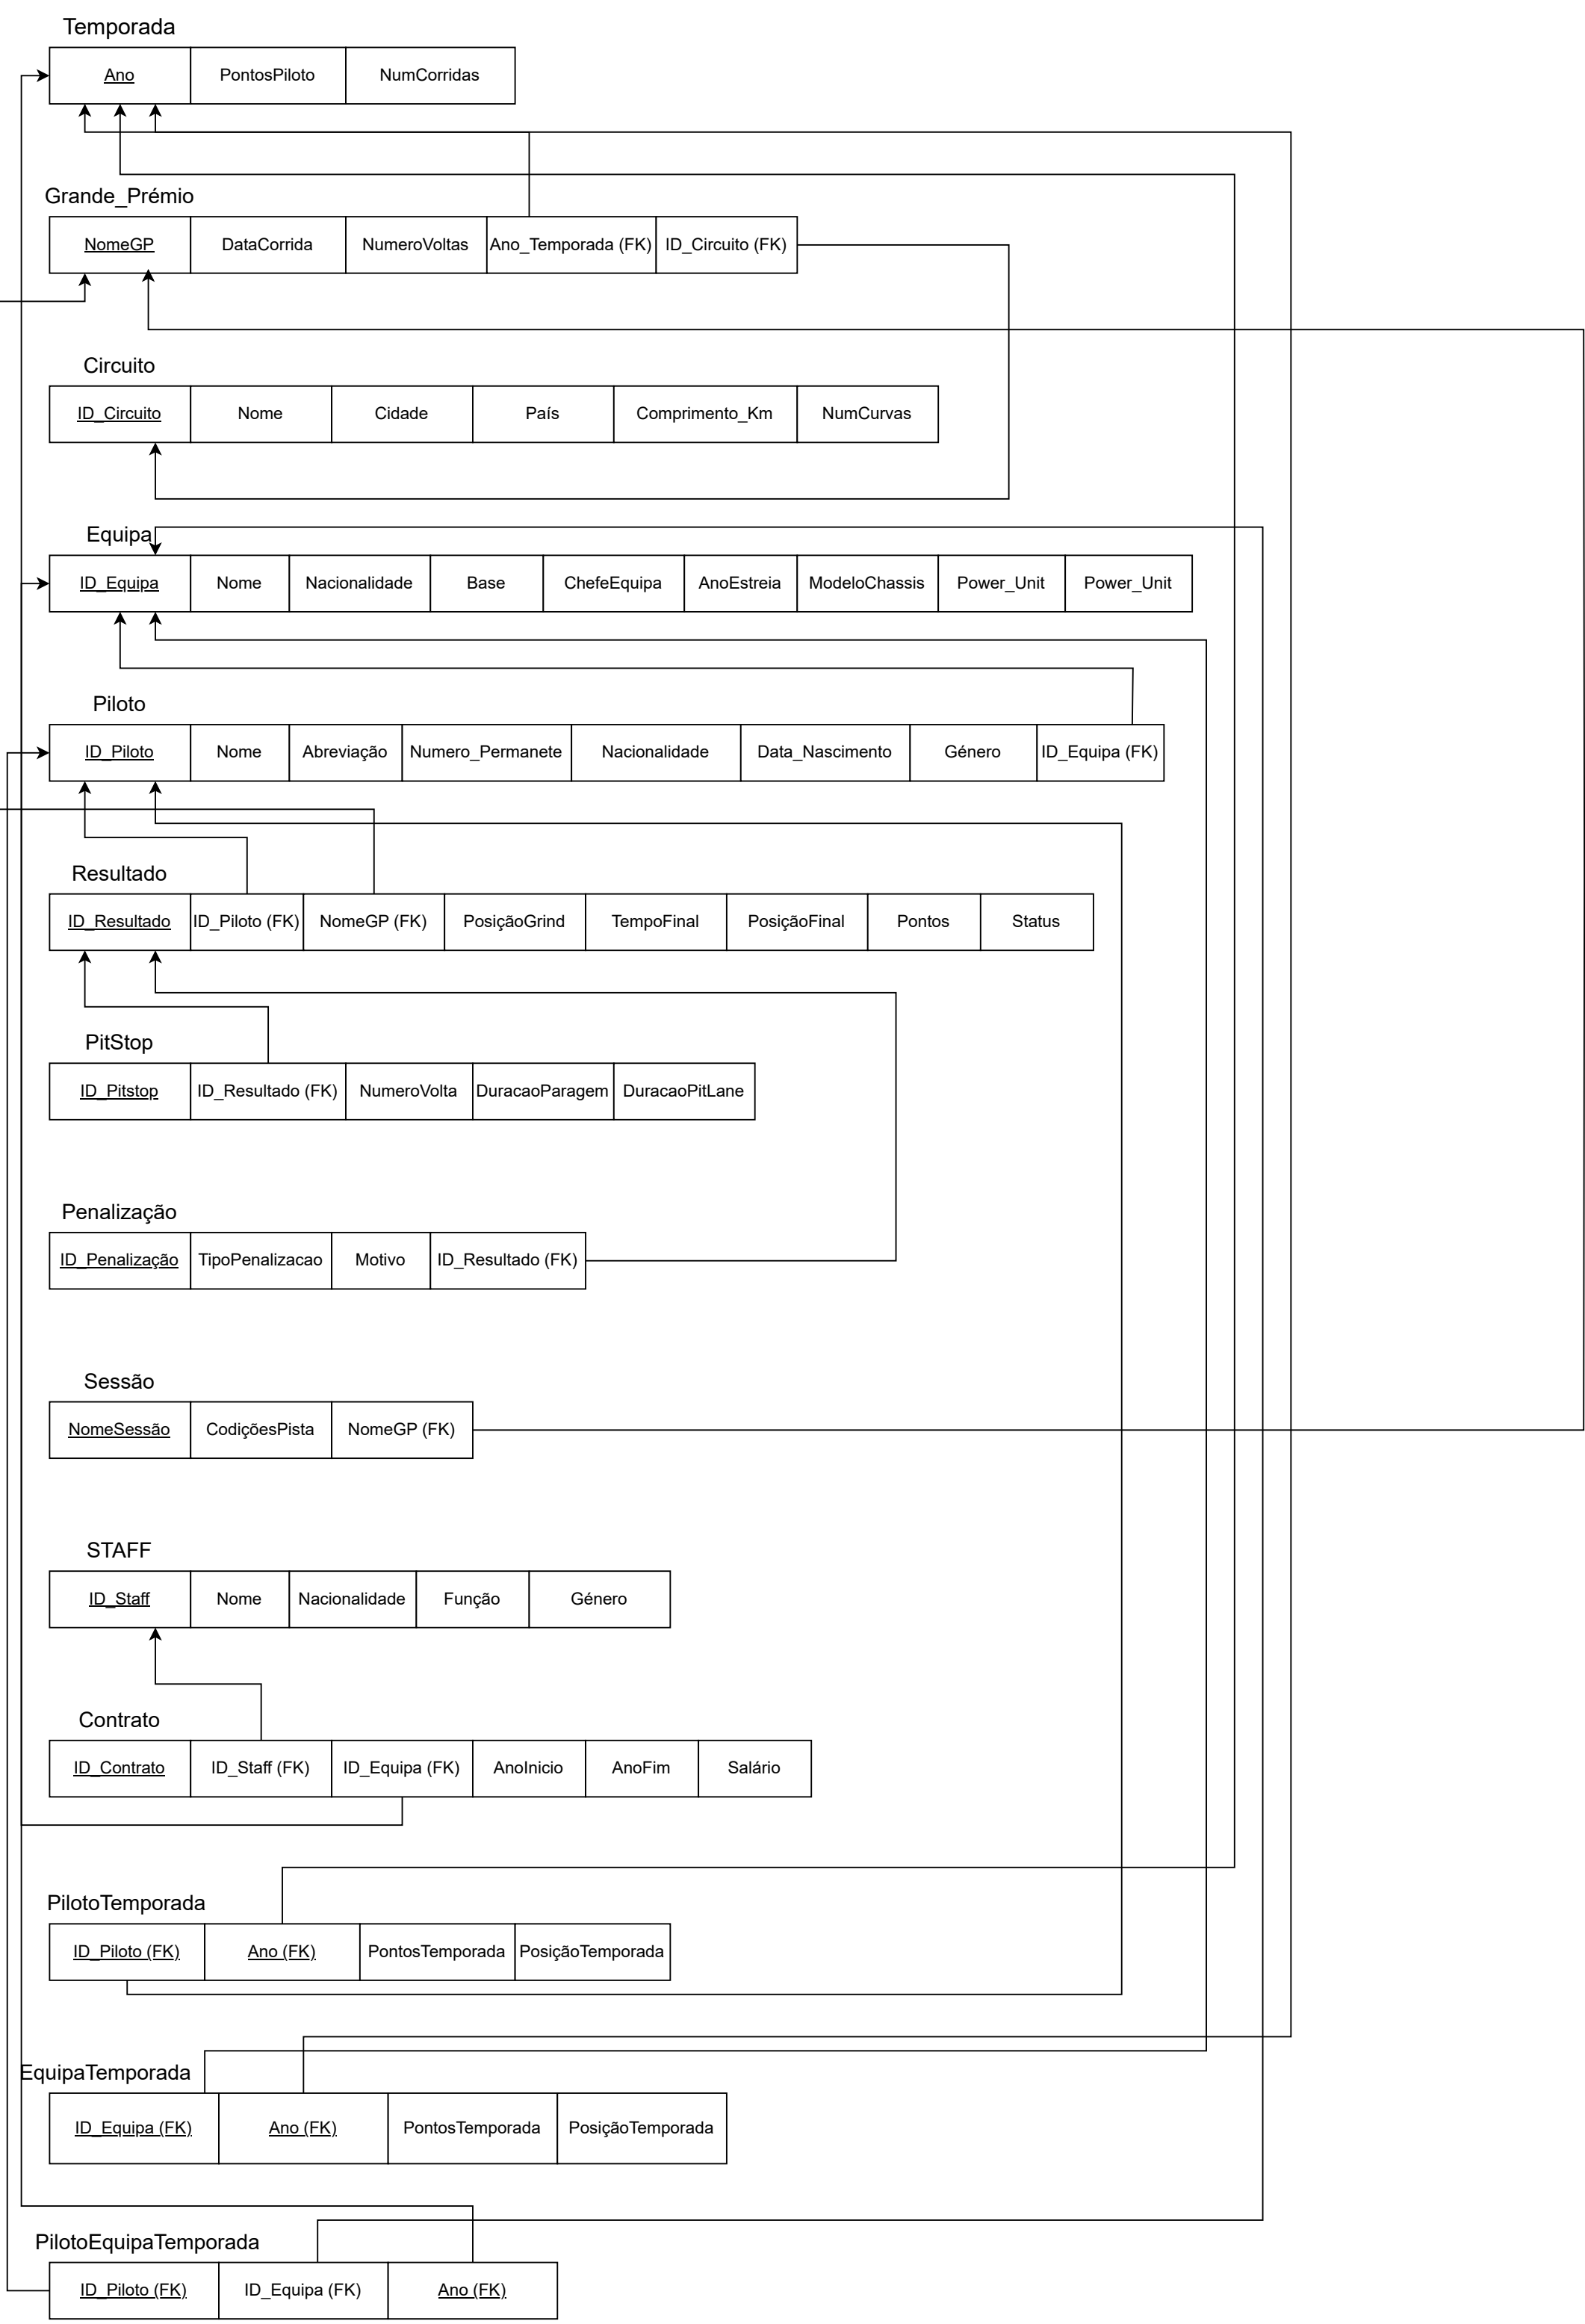 Temporada
Ano PontosPiloto NumCorridas
Grande_Prémio
NomeGP DataCorrida NumeroVoltas Ano_Temporada (FK) ID_Circuito (FK)
Circuito
ID_Circuito Nome Cidade País Comprimento_Km NumCurvas
Equipa
ID_Equipa Nome Nacionalidade Base ChefeEquipa AnoEstreia ModeloChassis Power_Unit Power_Unit
Piloto
ID_Piloto Nome Abreviação Numero_Permanete Nacionalidade Data_Nascimento Género ID_Equipa (FK)
Resultado
ID_Resultado ID_Piloto (FK) NomeGP (FK) PosiçãoGrind TempoFinal PosiçãoFinal Pontos Status
PitStop
ID_Pitstop ID_Resultado (FK) NumeroVolta DuracaoParagem DuracaoPitLane
Penalização
ID_Penalização TipoPenalizacao Motivo ID_Resultado (FK)
Sessão
NomeSessão CodiçõesPista NomeGP (FK)
STAFF
ID_Staff Nome Nacionalidade Função Género
Contrato
ID_Contrato ID_Staff (FK) ID_Equipa (FK) AnoInicio AnoFim Salário
PilotoTemporada
ID_Piloto (FK) Ano (FK) PontosTemporada PosiçãoTemporada
EquipaTemporada
ID_Equipa (FK) Ano (FK) PontosTemporada PosiçãoTemporada
PilotoEquipaTemporada
ID_Piloto (FK) ID_Equipa (FK) Ano (FK)